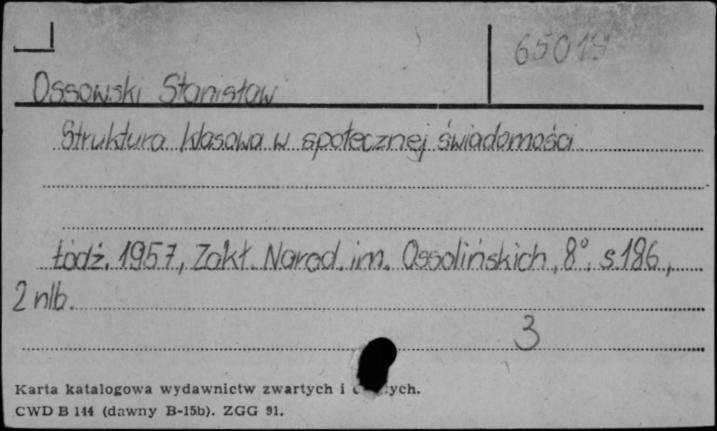 65019
Ossowski Stanisław
Struktura klasowa w społecznej świadomości
Łódź, 1957, Zakł. Narod. im. Ossolińskich, 8°, s. 186,
2 nlb.
3
Karta katalogowa wydawnictw zwartych i
CWD B 144 (dawny B-15b). ZGG 91.